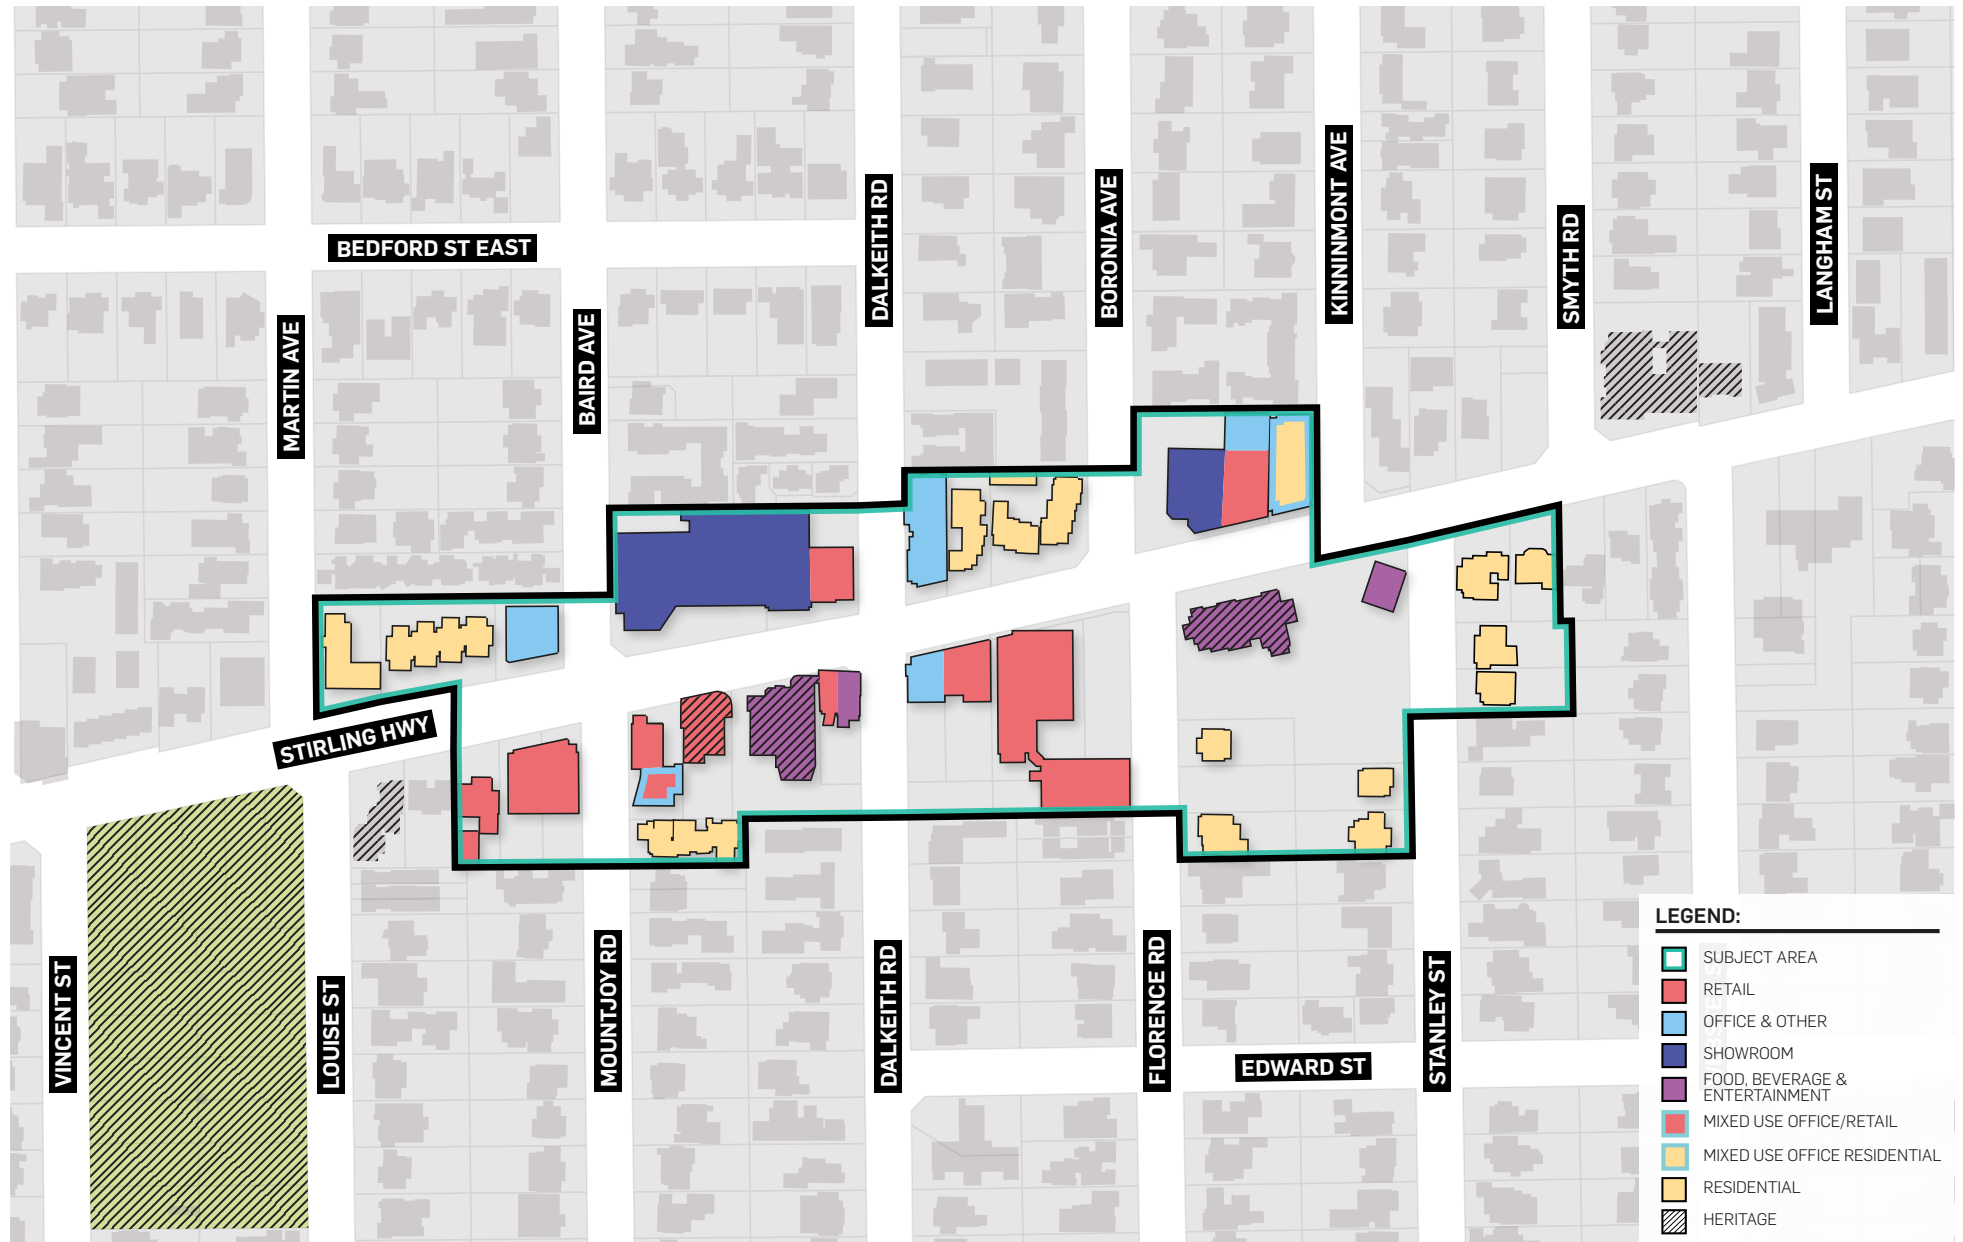 BEDFORD ST EAST
MARTIN AVE
BAIRD AVE
DALKEITH RD
BORONIA AVE
KINNINMONT AVE
SMYTH RD
LANGHAM ST
STIRLING HWY
VINCENT ST
LOUISE ST
MOUNTJOY RD
DALKEITH RD
FLORENCE RD
EDWARD ST
STANLEY ST
LEGEND:
SUBJECT AREA
RETAIL
OFFICE & OTHER
SHOWROOM
FOOD, BEVERAGE &
ENTERTAINMENT
MIXED USE OFFICE/RETAIL
MIXED USE OFFICE RESIDENTIAL
RESIDENTIAL
HERITAGE